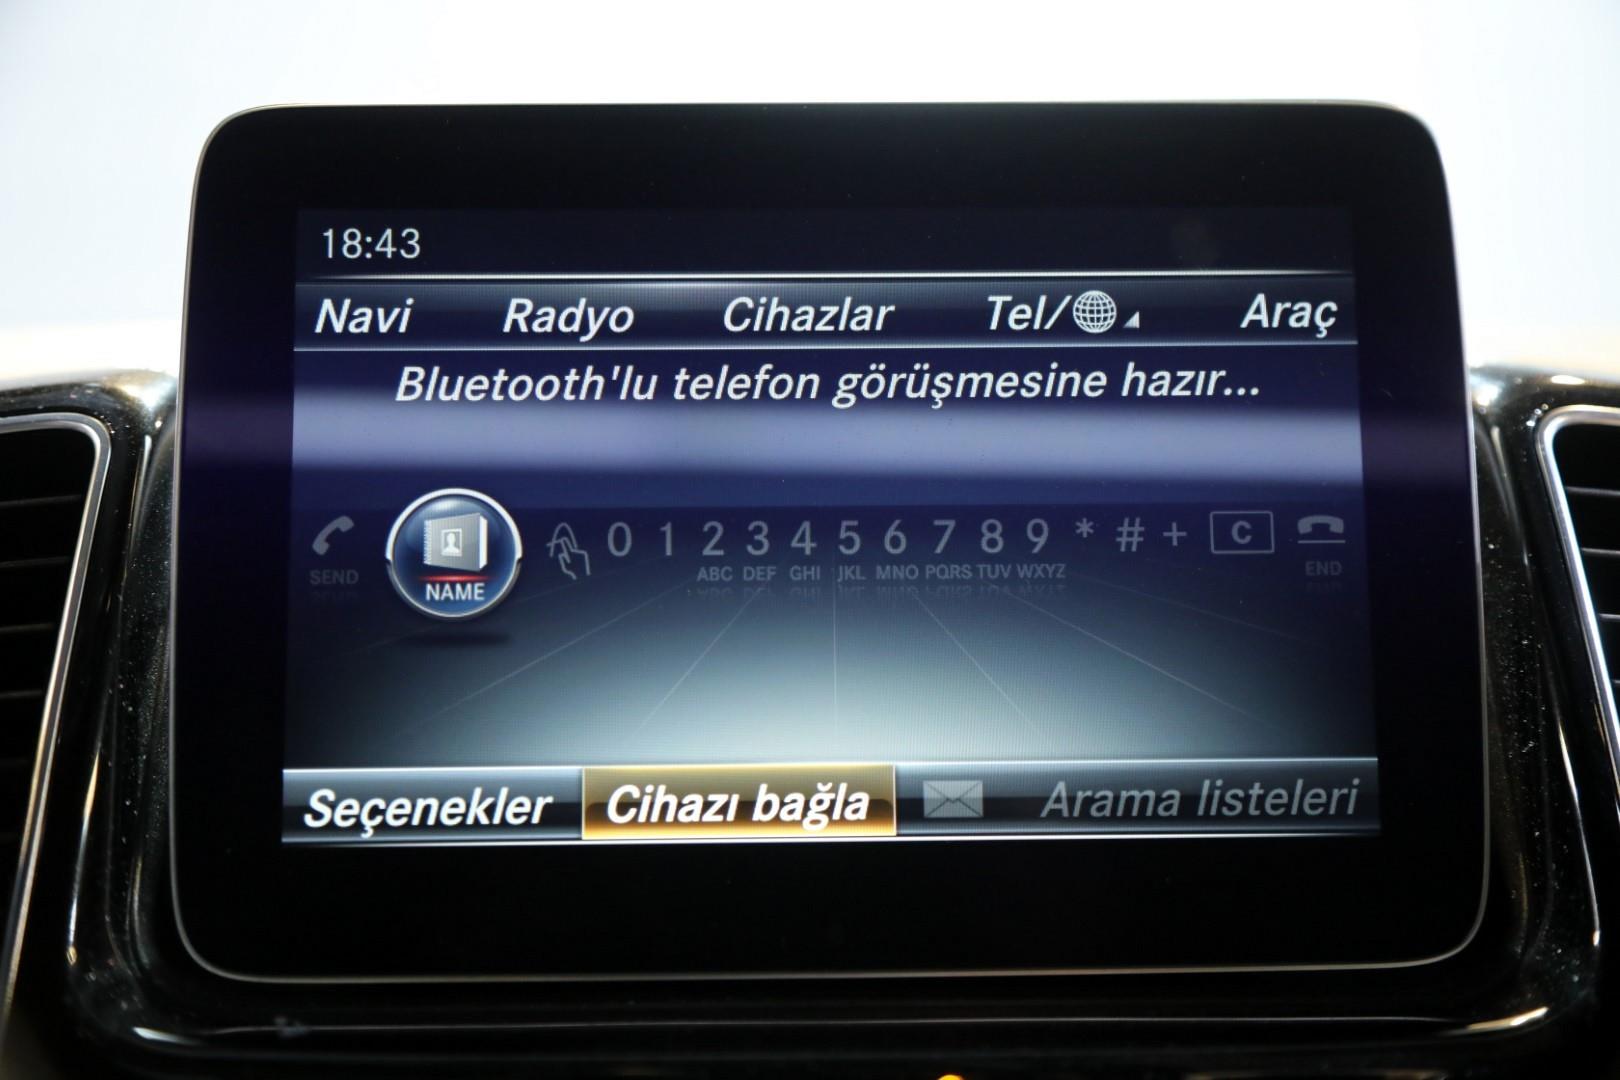 18:43
Navi Radyo Cihazlar Tel/ Araç
Bluetooth'lu telefon görüşmesine hazır...
SEND NAME 0 1 2 3 4 5 6 7 8 9 * # + C END
ABC DEF GHI JKL MNO PQRS TUV WXYZ
Seçenekler Cihazı bağla Arama listeleri